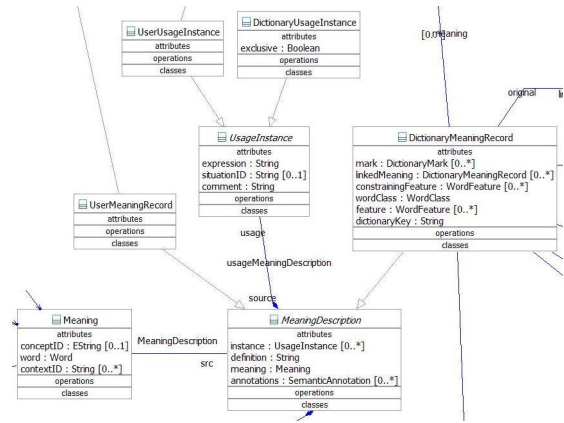 UserUsageInstance
attributes
operations
classes
DictionaryUsageInstance
attributes
exclusive : Boolean
operations
classes
[0..*]
meaning
original
UsageInstance
attributes
expression : String
situationID : String [0..1]
comment : String
operations
classes
DictionaryMeaningRecord
attributes
mark : DictionaryMark [0..*]
linkedMeaning : DictionaryMeaningRecord [0..*]
constrainingFeature : WordFeature [0..*]
wordClass : WordClass
feature : WordFeature [0..*]
dictionaryKey : String
operations
classes
UserMeaningRecord
attributes
operations
classes
usage
usageMeaningDescription
source
Meaning
attributes
conceptID : EString [0..1]
word : Word
contextID : String [0..*]
operations
classes
MeaningDescription
src
MeaningDescription
attributes
instance : UsageInstance [0..*]
definition : String
meaning : Meaning
annotations : SemanticAnnotation [0..*]
operations
classes